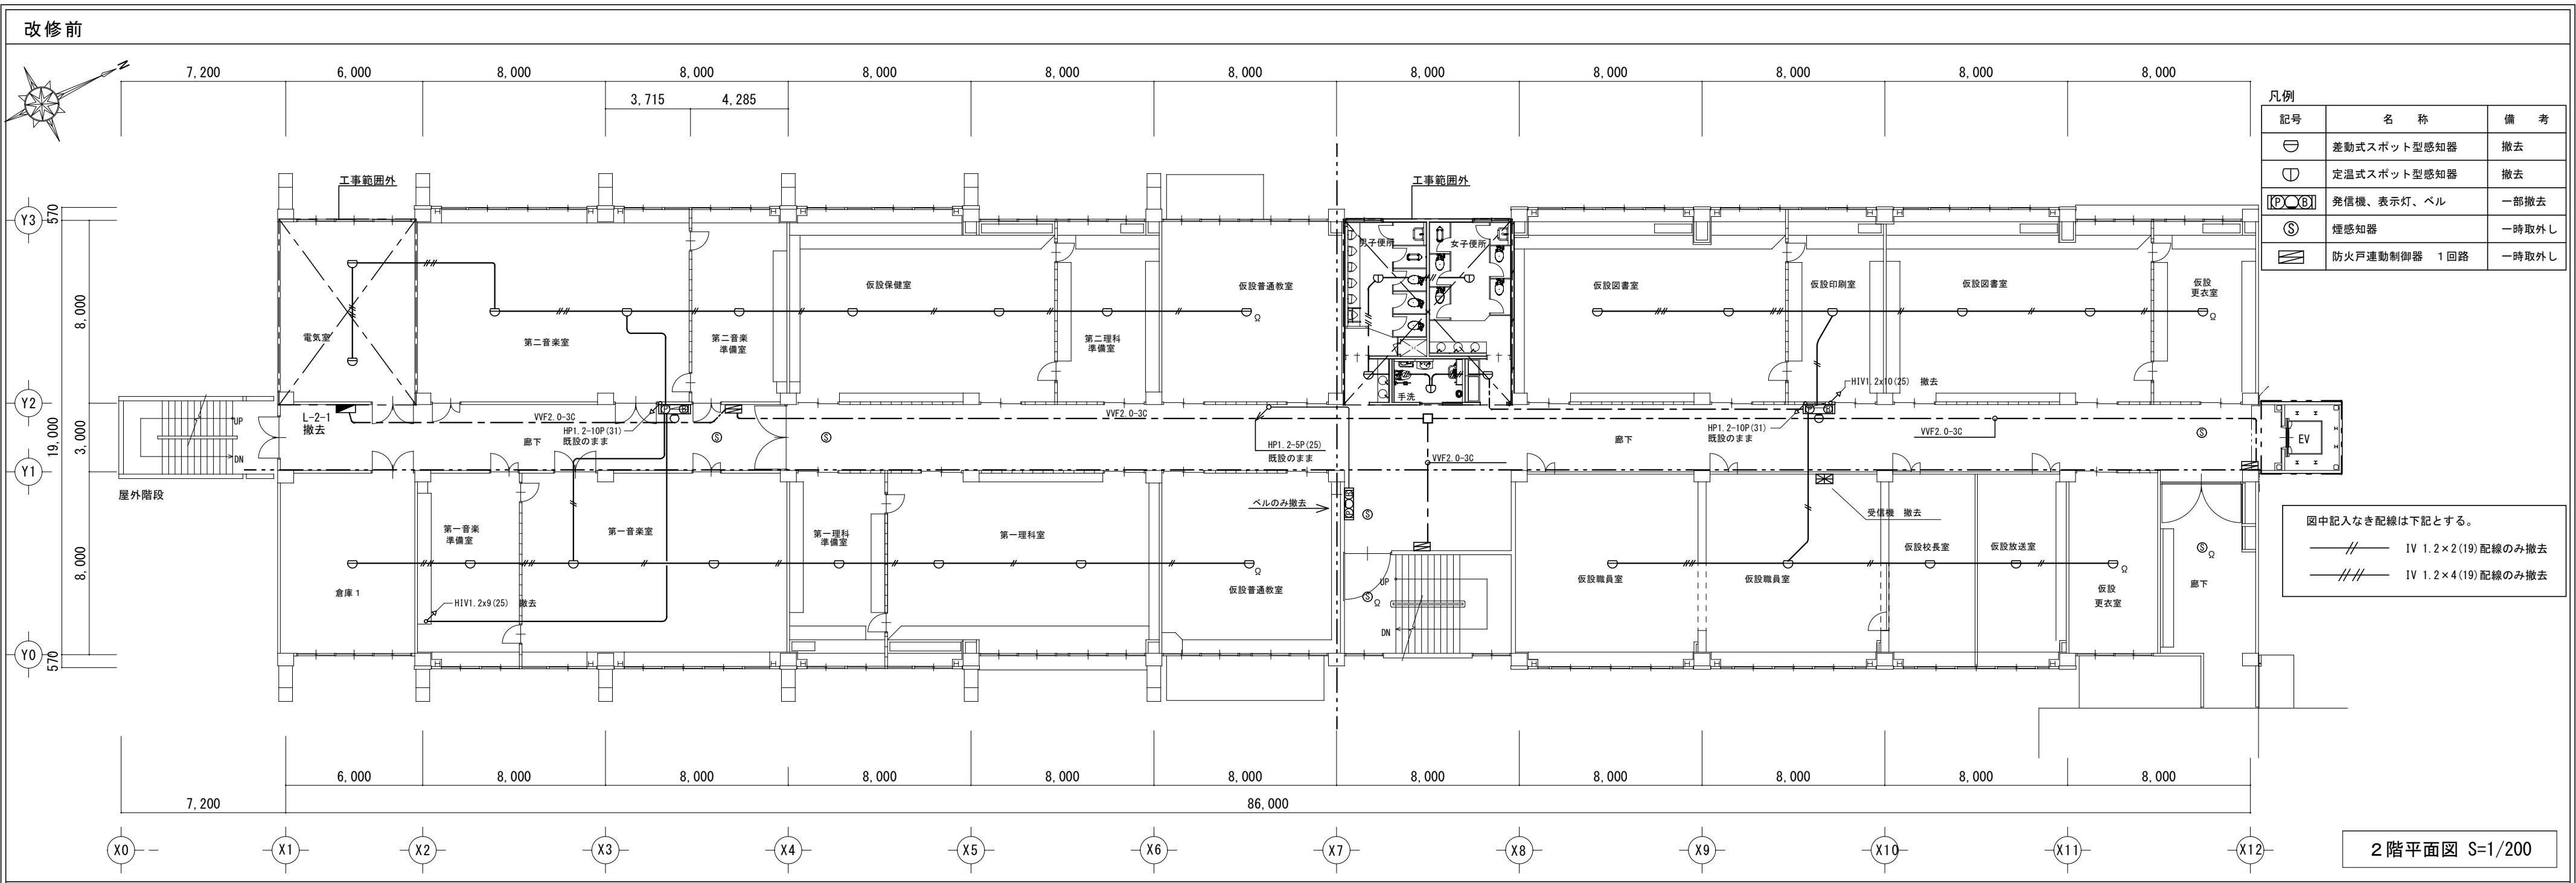 改修前
N
7,200 6,000 8,000 8,000 8,000 8,000 8,000 8,000 8,000 8,000 8,000 8,000
3,715 4,285
凡例
記号 名 称 備 考
差動式スポット型感知器 撤去
定温式スポット型感知器 撤去
P B 発信機、表示灯、ベル 一部撤去
S 煙感知器 一時取外し
防火戸連動制御器 1回路 一時取外し
工事範囲外
工事範囲外
Y3
570
男子便所
女子便所
仮設保健室
仮設普通教室
仮設図書室
仮設印刷室
仮設図書室
仮設
更衣室
8,000
電気室
第二音楽室
第二音楽
準備室
第二理科
準備室
Ω
Ω
手洗
HIV1.2x10(25) 撤去
Y2
L-2-1
撤去
UP
DN
VVF2.0-3C
VVF2.0-3C
HP1.2-10P(31)
既設のまま
廊下
S
S
HP1.2-5P(25)
既設のまま
VVF2.0-3C
廊下
HP1.2-10P(31)
既設のまま
VVF2.0-3C
S
EV
3,000
19,000
Y1
屋外階段
ベルのみ撤去
P B
S
受信機 撤去
図中記入なき配線は下記とする。
IV 1.2×2(19)配線のみ撤去
IV 1.2×4(19)配線のみ撤去
第一音楽
準備室
第一音楽室
第一理科
準備室
第一理科室
仮設校長室
仮設放送室
S
Ω
8,000
倉庫1
HIV1.2x9(25) 撤去
Ω
仮設普通教室
UP
S
Ω
DN
仮設職員室
仮設職員室
Ω
仮設
更衣室
廊下
Y0
570
6,000 8,000 8,000 8,000 8,000 8,000 8,000 8,000 8,000 8,000 8,000
7,200 86,000
X0 X1 X2 X3 X4 X5 X6 X7 X8 X9 X10 X11 X12
2階平面図 S=1/200